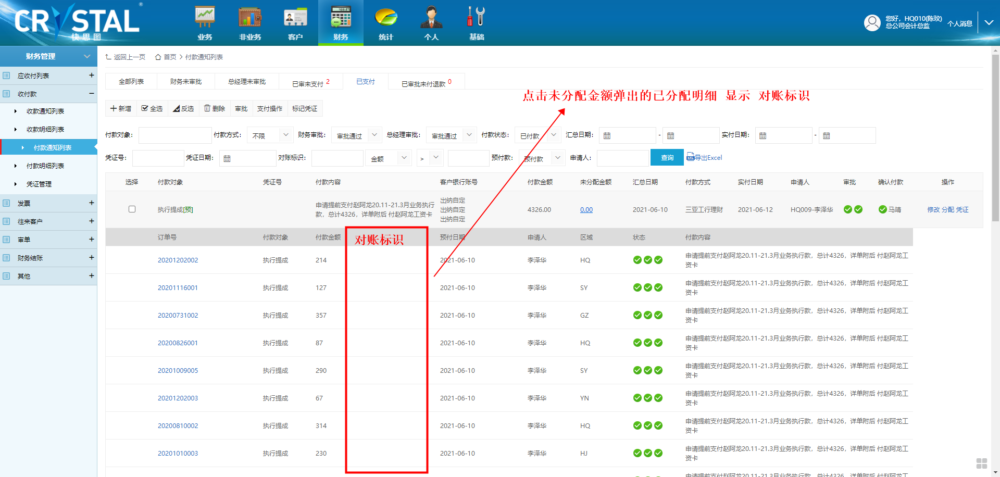 CRYSTAL
快思图
®
业务
非业务
客户
财务
统计
个人
基础
您好，HQ010(陈玟)
总公司会计总监
个人消息
财务管理
应收付列表
收付款
收款通知列表
收款明细列表
付款通知列表
付款明细列表
凭证管理
发票
往来客户
审单
财务结账
其他
返回上一页 首页 > 付款通知列表
全部列表 财务未审批 总经理未审批 已审未支付 2 已支付 已审批未付退款 0
点击未分配金额弹出的已分配明细 显示 对账标识
新增 全选 反选 删除 审批 支付操作 标记凭证
付款对象： 付款方式： 不限 财务审批： 审批通过 总经理审批： 审批通过 付款状态： 已付款 汇总日期： - 实付日期： -
凭证号： 凭证日期： 对账标识： 金额 > 预付款： 预付款 申请人： 查询 导出Excel
选择 付款对象 凭证号 付款内容 客户银行账号 付款金额 未分配金额 汇总日期 付款方式 实付日期 申请人 审批 确认付款 操作
执行提成[预] 申请提前支付赵阿龙20.11-21.3月业务执行款，总计4326，详单附后 付赵阿龙工资卡 出纳自定 出纳自定 出纳自定 4326.00 0.00 2021-06-10 三亚工行理财 2021-06-12 HQ009-李泽华 马靖 修改 分配 凭证
订单号 付款对象 付款金额 对账标识 预付日期 申请人 区域 状态 付款内容
20201202002 执行提成 214 2021-06-10 李泽华 HQ 申请提前支付赵阿龙20.11-21.3月业务执行款，总计4326，详单附后 付赵阿龙工资卡
20201116001 执行提成 127 2021-06-10 李泽华 SY 申请提前支付赵阿龙20.11-21.3月业务执行款，总计4326，详单附后 付赵阿龙工资卡
20200731002 执行提成 357 2021-06-10 李泽华 GZ 申请提前支付赵阿龙20.11-21.3月业务执行款，总计4326，详单附后 付赵阿龙工资卡
20200826001 执行提成 87 2021-06-10 李泽华 HQ 申请提前支付赵阿龙20.11-21.3月业务执行款，总计4326，详单附后 付赵阿龙工资卡
20201009005 执行提成 290 2021-06-10 李泽华 SY 申请提前支付赵阿龙20.11-21.3月业务执行款，总计4326，详单附后 付赵阿龙工资卡
20201202003 执行提成 67 2021-06-10 李泽华 YN 申请提前支付赵阿龙20.11-21.3月业务执行款，总计4326，详单附后 付赵阿龙工资卡
20200810002 执行提成 314 2021-06-10 李泽华 HQ 申请提前支付赵阿龙20.11-21.3月业务执行款，总计4326，详单附后 付赵阿龙工资卡
20201010003 执行提成 230 2021-06-10 李泽华 HJ 申请提前支付赵阿龙20.11-21.3月业务执行款，总计4326，详单附后 付赵阿龙工资卡
申请提前支付赵阿龙20.11-21.3月业务执行款，总计4326，详单附后 付赵阿龙工